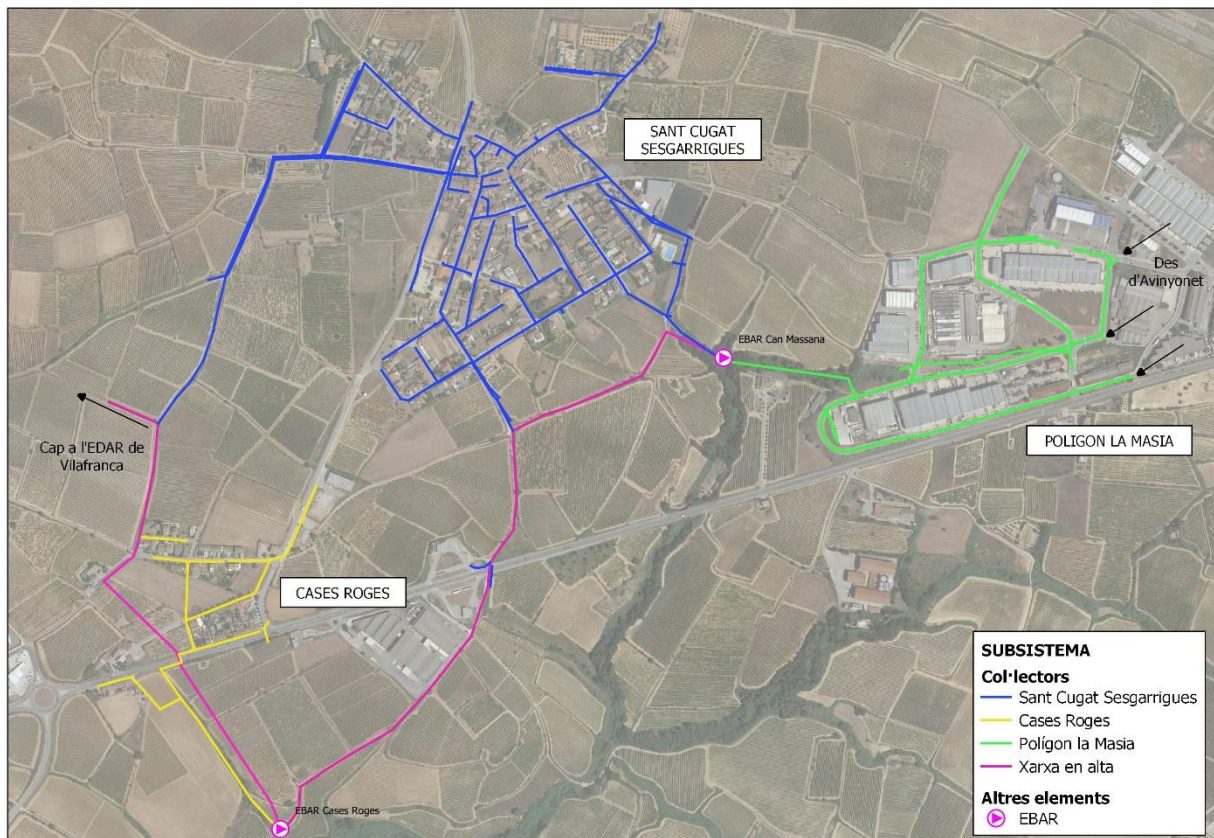 SANT CUGAT
SESGARRIGUES
Des
d'Avinyonet
EBAR Can Massana
POLIGON LA MASIA
Cap a l'EDAR de
Vilafranca
CASES ROGES
EBAR Cases Roges
SUBSISTEMA
Col·lectors
Sant Cugat Sesgarrigues
Cases Roges
Polígon la Masia
Xarxa en alta
Altres elements
EBAR